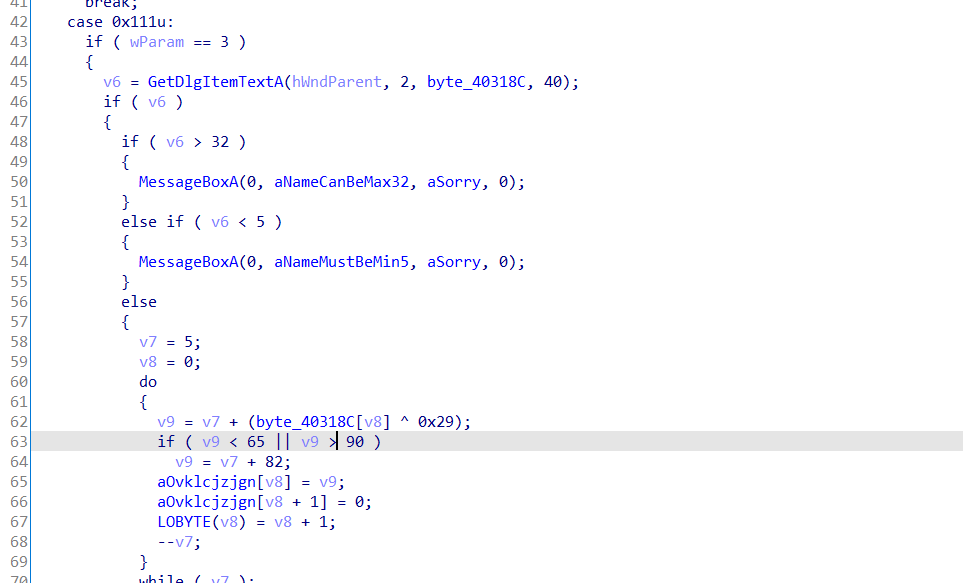 41 break;
42 case 0x111u:
43 if ( wParam == 3 )
44 {
45 v6 = GetDlgItemTextA(hWndParent, 2, byte_40318C, 40);
46 if ( v6 )
47 {
48 if ( v6 > 32 )
49 {
50 MessageBoxA(0, aNameCanBeMax32, aSorry, 0);
51 }
52 else if ( v6 < 5 )
53 {
54 MessageBoxA(0, aNameMustBeMin5, aSorry, 0);
55 }
56 else
57 {
58 v7 = 5;
59 v8 = 0;
60 do
61 {
62 v9 = v7 + (byte_40318C[v8] ^ 0x29);
63 if ( v9 < 65 || v9 > 90 )
64 v9 = v7 + 82;
65 aOvklcjzjgn[v8] = v9;
66 aOvklcjzjgn[v8 + 1] = 0;
67 LOBYTE(v8) = v8 + 1;
68 --v7;
69 }
70 while ( v7 );